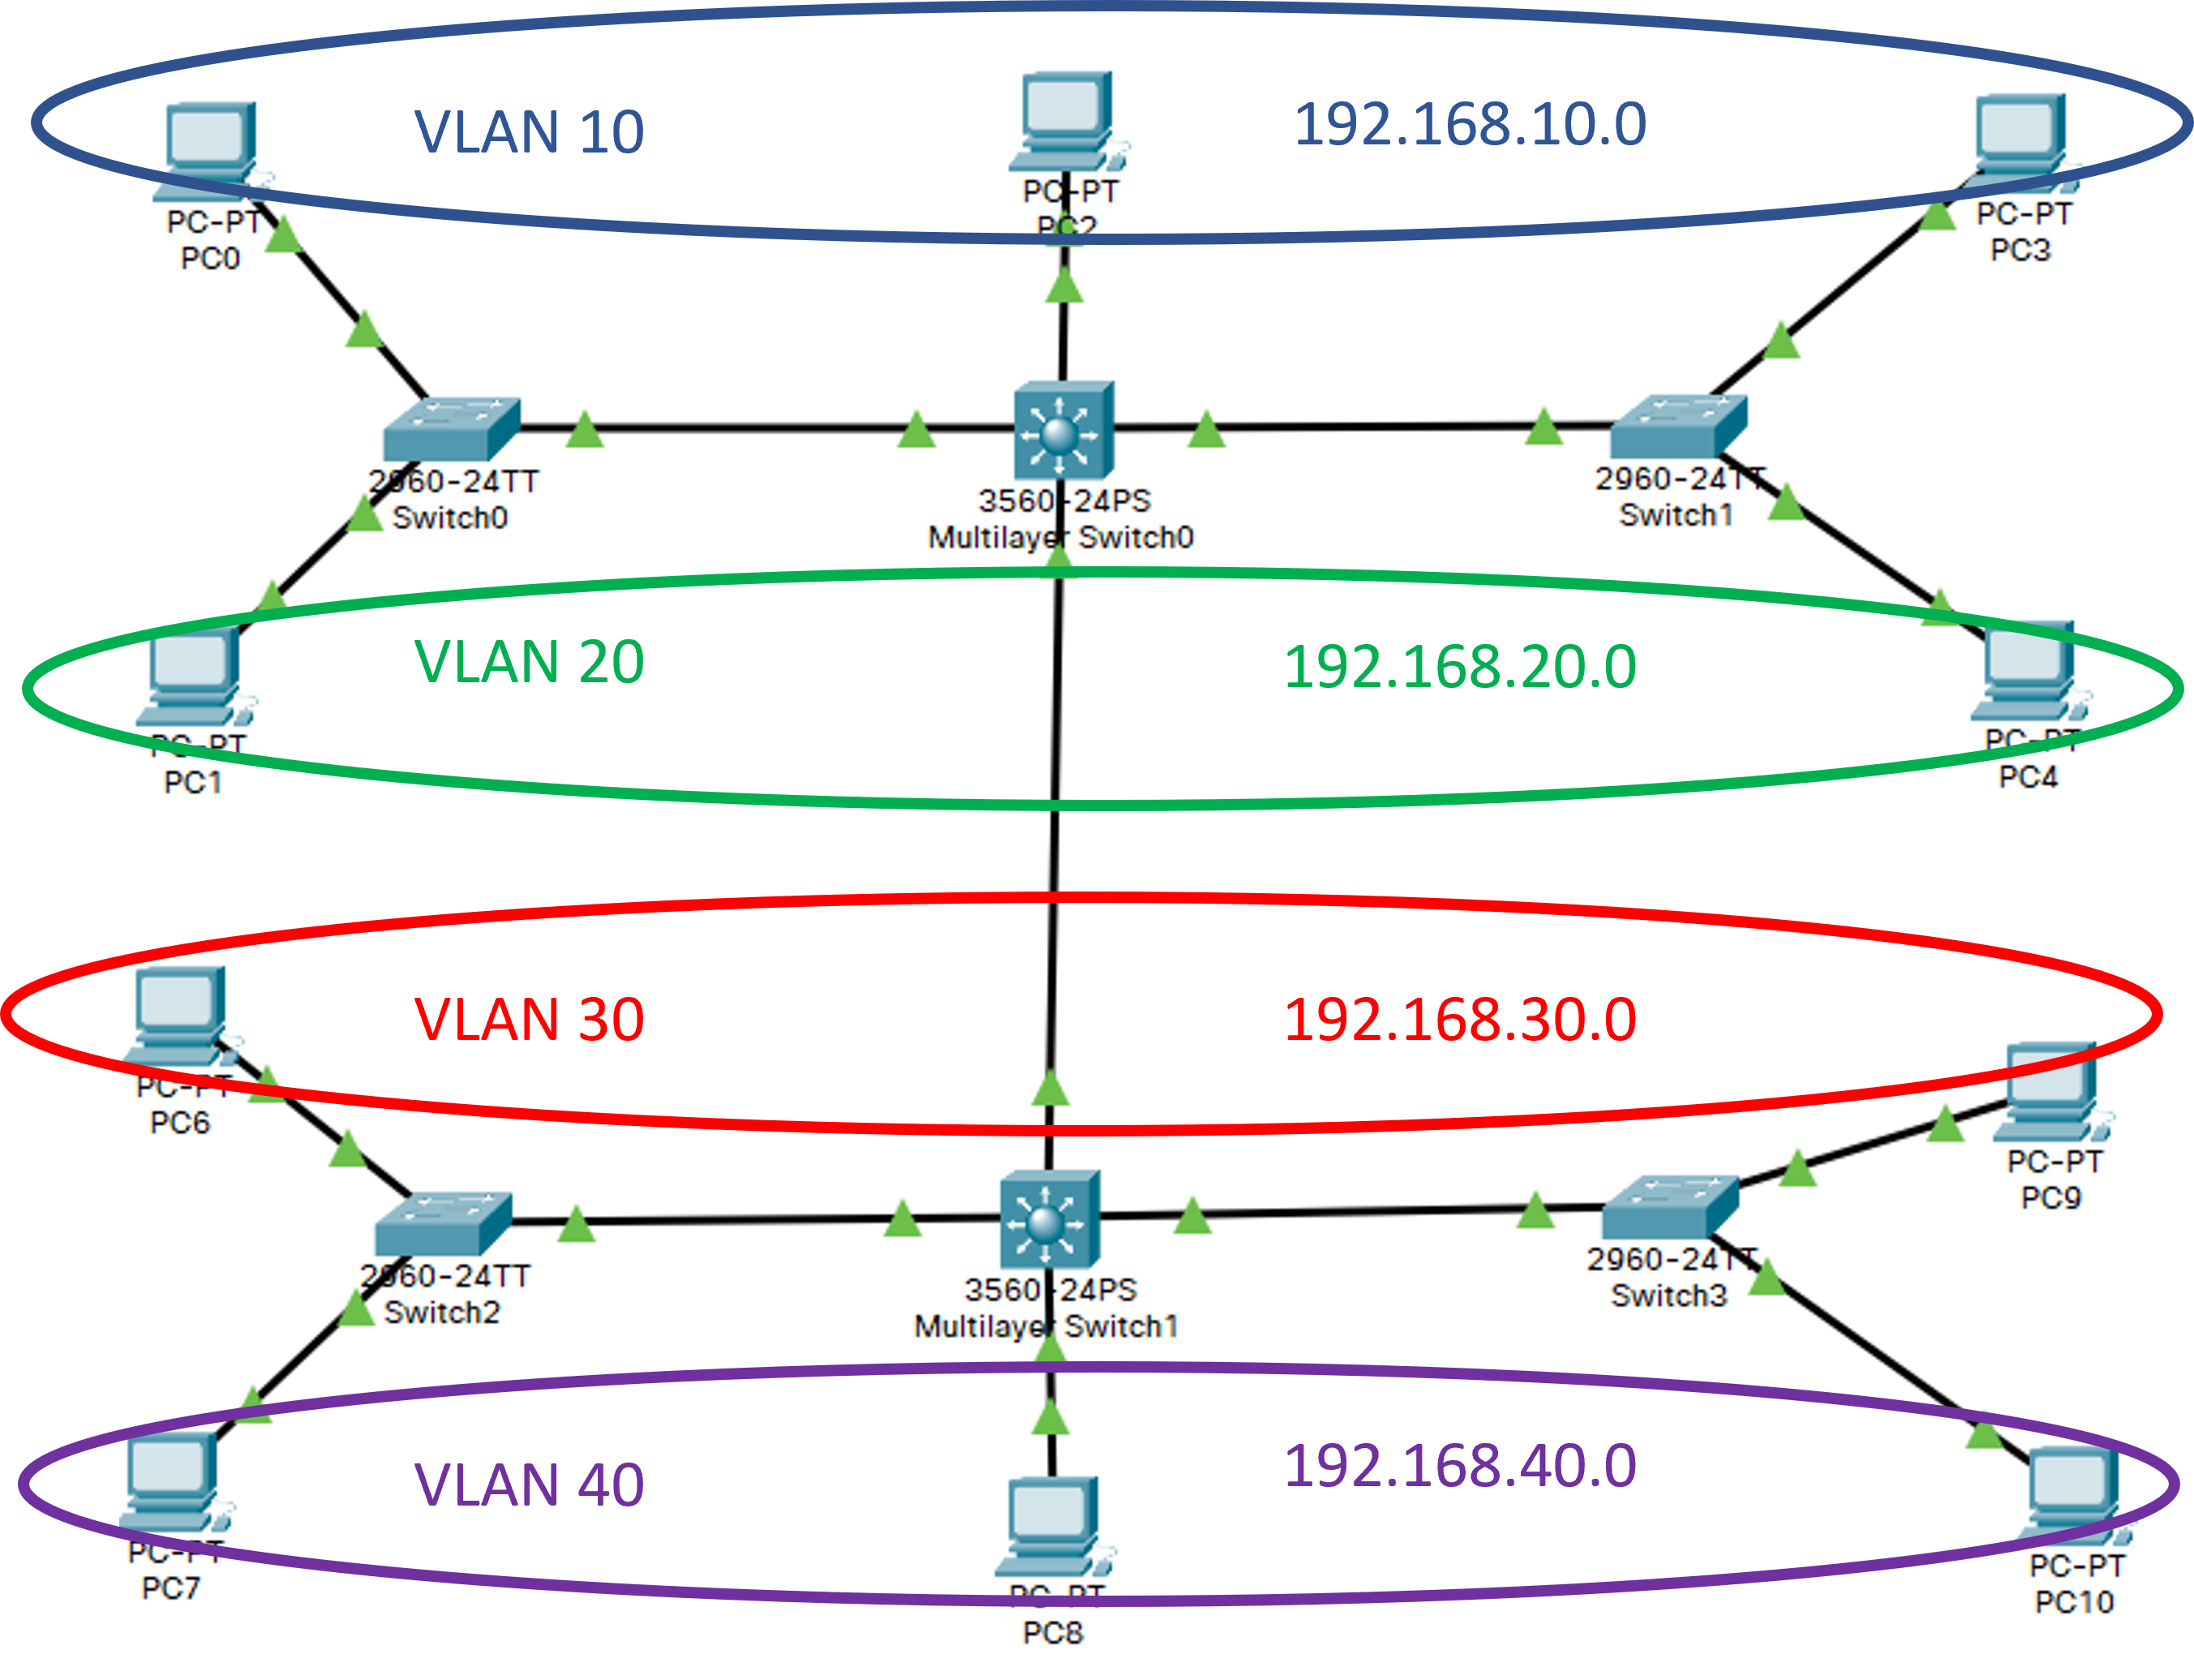 VLAN 10
192.168.10.0
PC-PT
PC0
PC-PT
PC2
PC-PT
PC3
2960-24TT
Switch0
3560-24PS
Multilayer Switch0
2960-24TT
Switch1
VLAN 20
192.168.20.0
PC-PT
PC1
PC-PT
PC4
VLAN 30
192.168.30.0
PC-PT
PC6
PC-PT
PC9
2960-24TT
Switch2
3560-24PS
Multilayer Switch1
2960-24TT
Switch3
VLAN 40
192.168.40.0
PC-PT
PC7
PC-PT
PC8
PC-PT
PC10